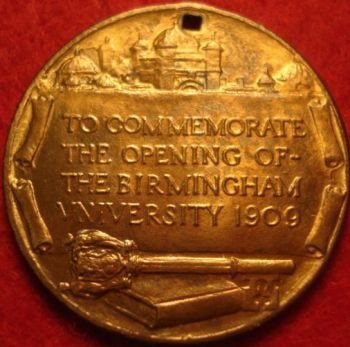 TO COMMEMORATE
THE OPENING OF-
THE BIRMINGHAM
VNIVERSITY 1909